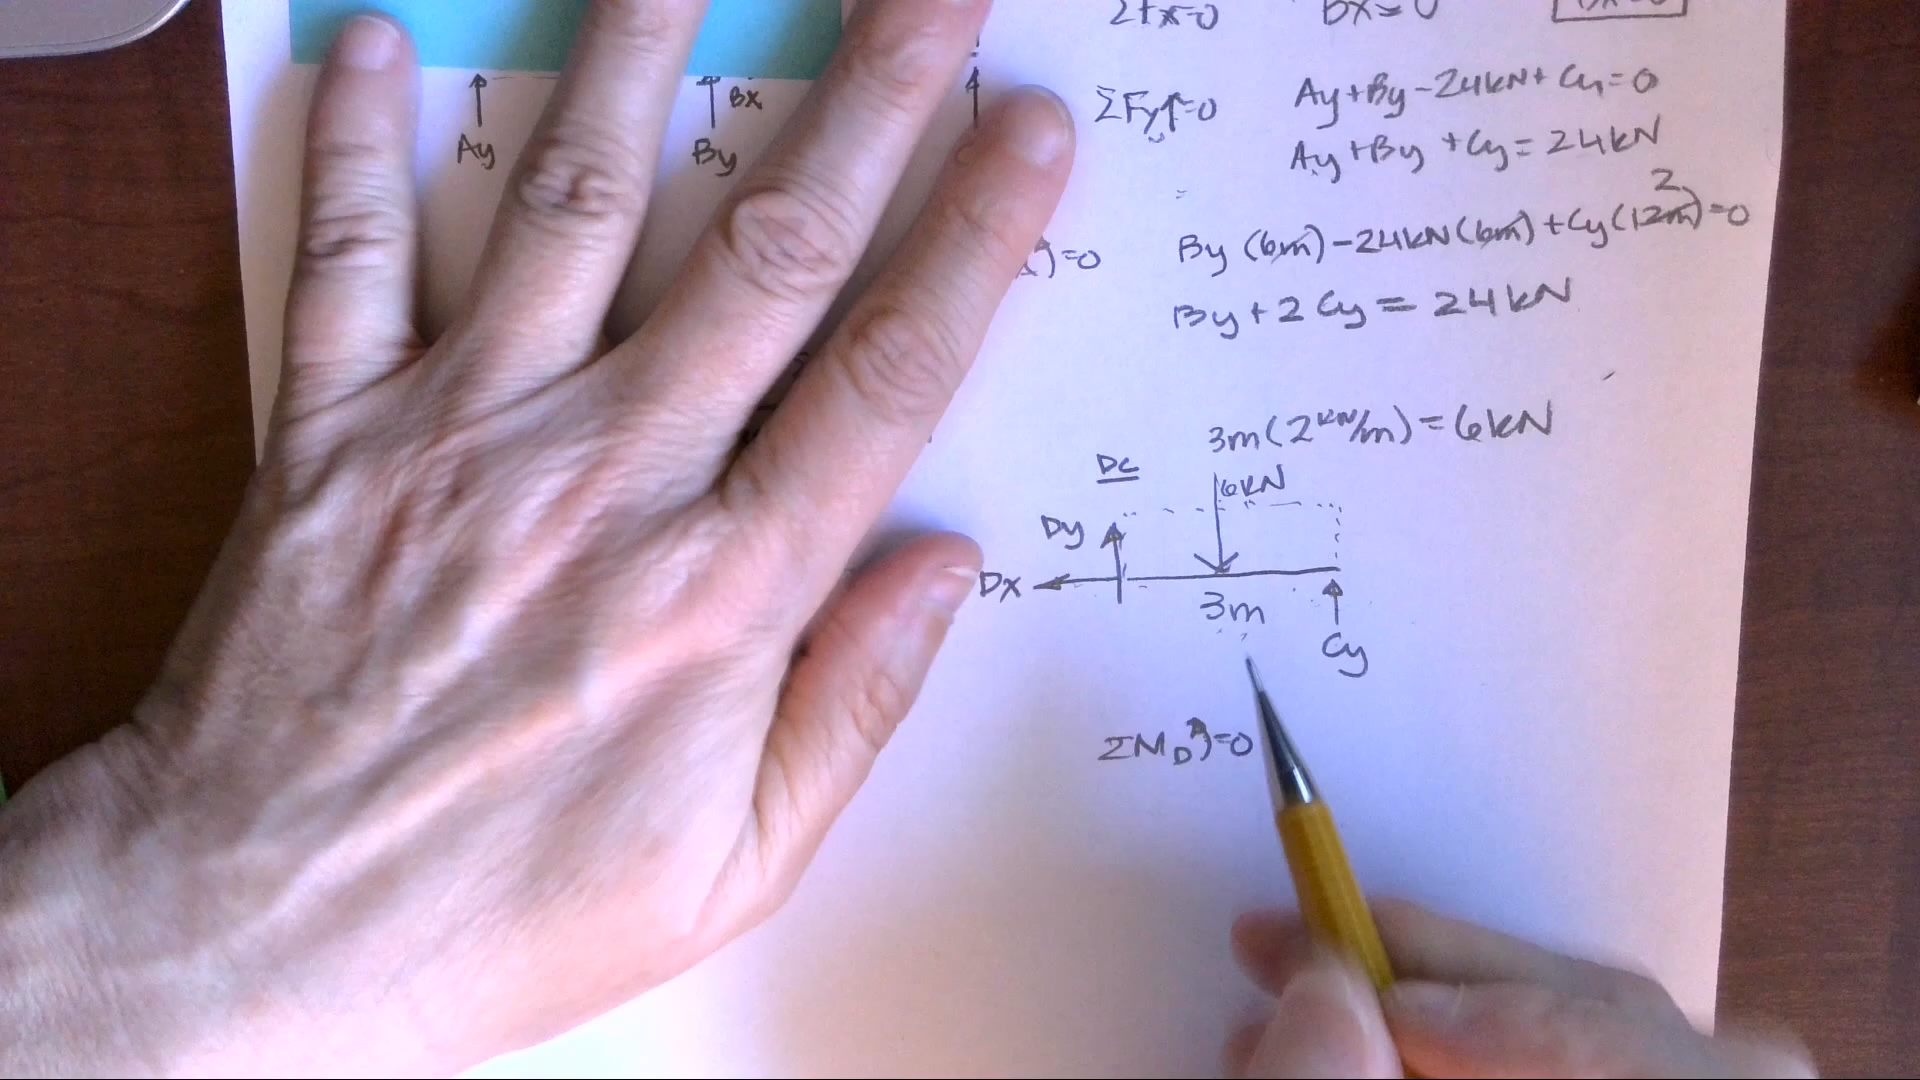 ΣFx=0 Bx=0
Bx
Ay By
ΣFy↑=0 Ay+By-24kN+Cy=0
Ay+By+Cy=24kN
2
)=0 By(6m)-24kN(6m)+Cy(12m)=0
By+2Cy=24kN
3m(2kN/m)=6kN
DC
6kN
Dy
Dx
3m
Cy
ΣMD)=0